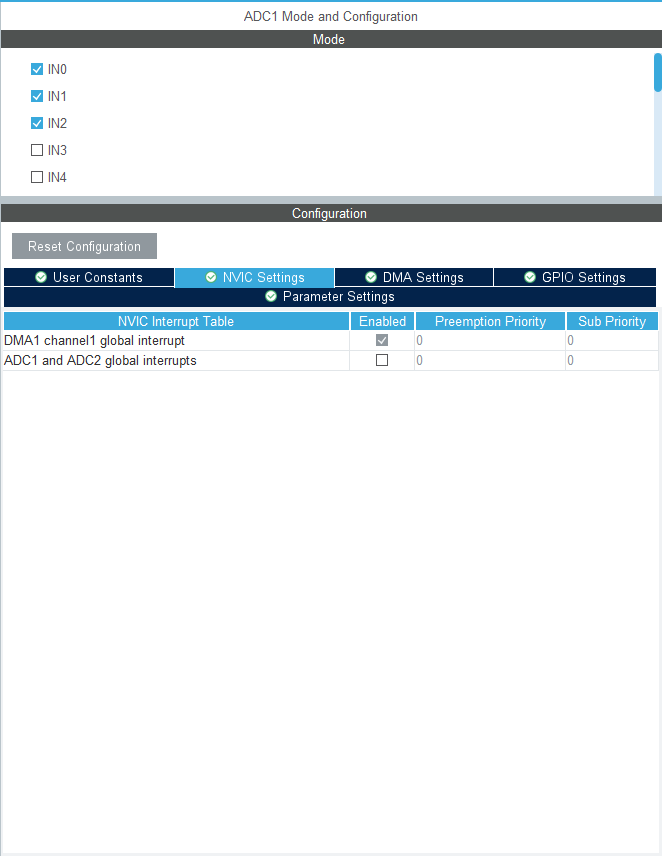 ADC1 Mode and Configuration
Mode
IN0
IN1
IN2
IN3
IN4
Configuration
Reset Configuration
User Constants NVIC Settings DMA Settings GPIO Settings
Parameter Settings
NVIC Interrupt Table Enabled Preemption Priority Sub Priority
DMA1 channel1 global interrupt 0 0
ADC1 and ADC2 global interrupts 0 0